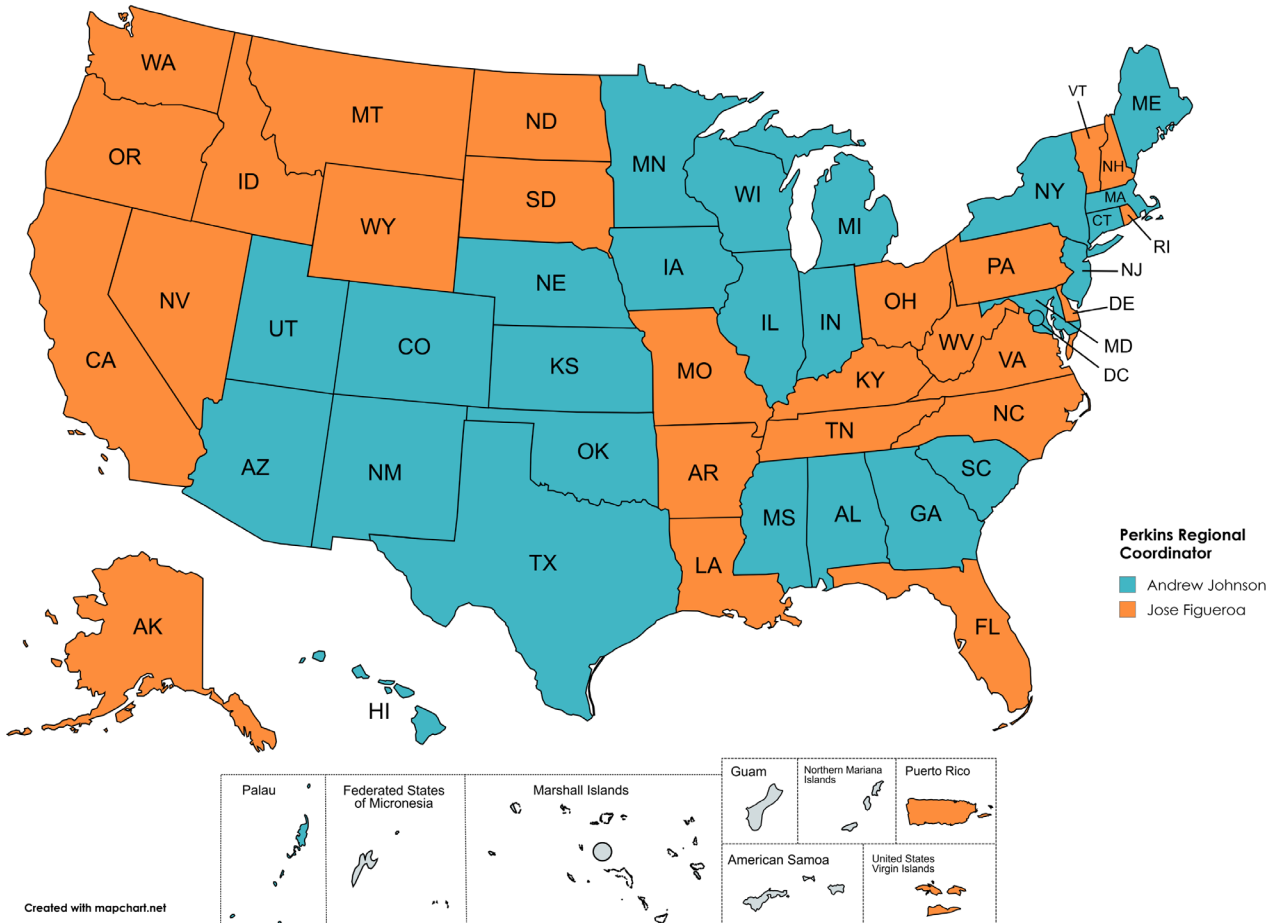 WA
MT
ND
MN
VT
ME
OR
ID
SD
WI
NH
NY
MA
WY
MI
CT
RI
IA
PA
NJ
NE
NV
OH
DE
UT
IL
IN
CO
WV
MD
CA
KS
MO
VA
KY
DC
NC
TN
OK
AZ
NM
AR
SC
MS
AL
GA
TX
LA
Perkins Regional
Coordinator
Andrew Johnson
Jose Figueroa
AK
FL
HI
Palau
Federated States
of Micronesia
Marshall Islands
Guam
Northern Mariana
Islands
Puerto Rico
American Samoa
United States
Virgin Islands
Created with mapchart.net